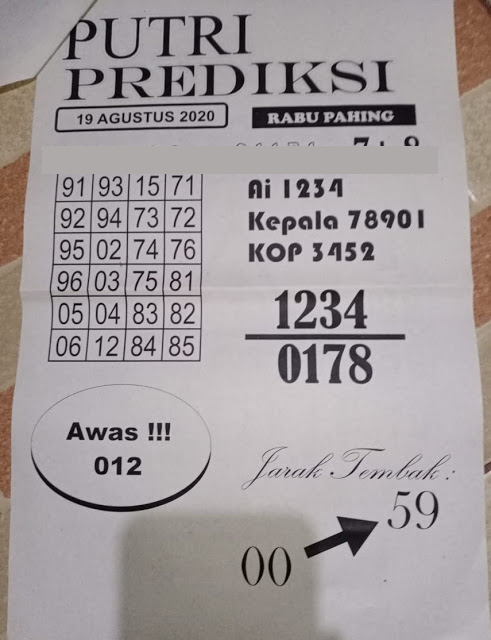 PUTRI
PREDIKSI
19 AGUSTUS 2020
RABU PAHING
91 93 15 71
92 94 73 72
95 02 74 76
96 03 75 81
05 04 83 82
06 12 84 85
Ai 1234
Kepala 78901
KOP 3452
1234
0178
Awas !!!
012
Jarak Tembak :
59
00